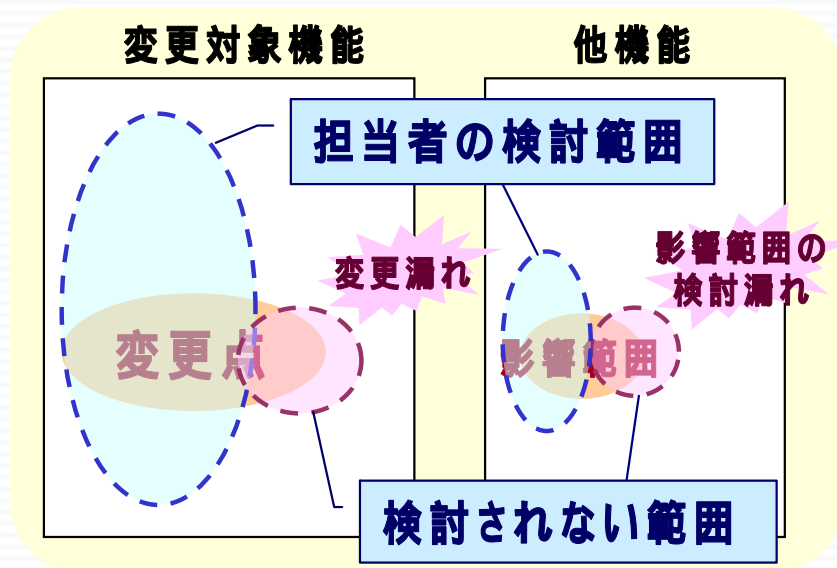 変更対象機能
他機能
担当者の検討範囲
変更漏れ
影響範囲の
検討漏れ
変更点
影響範囲
検討されない範囲